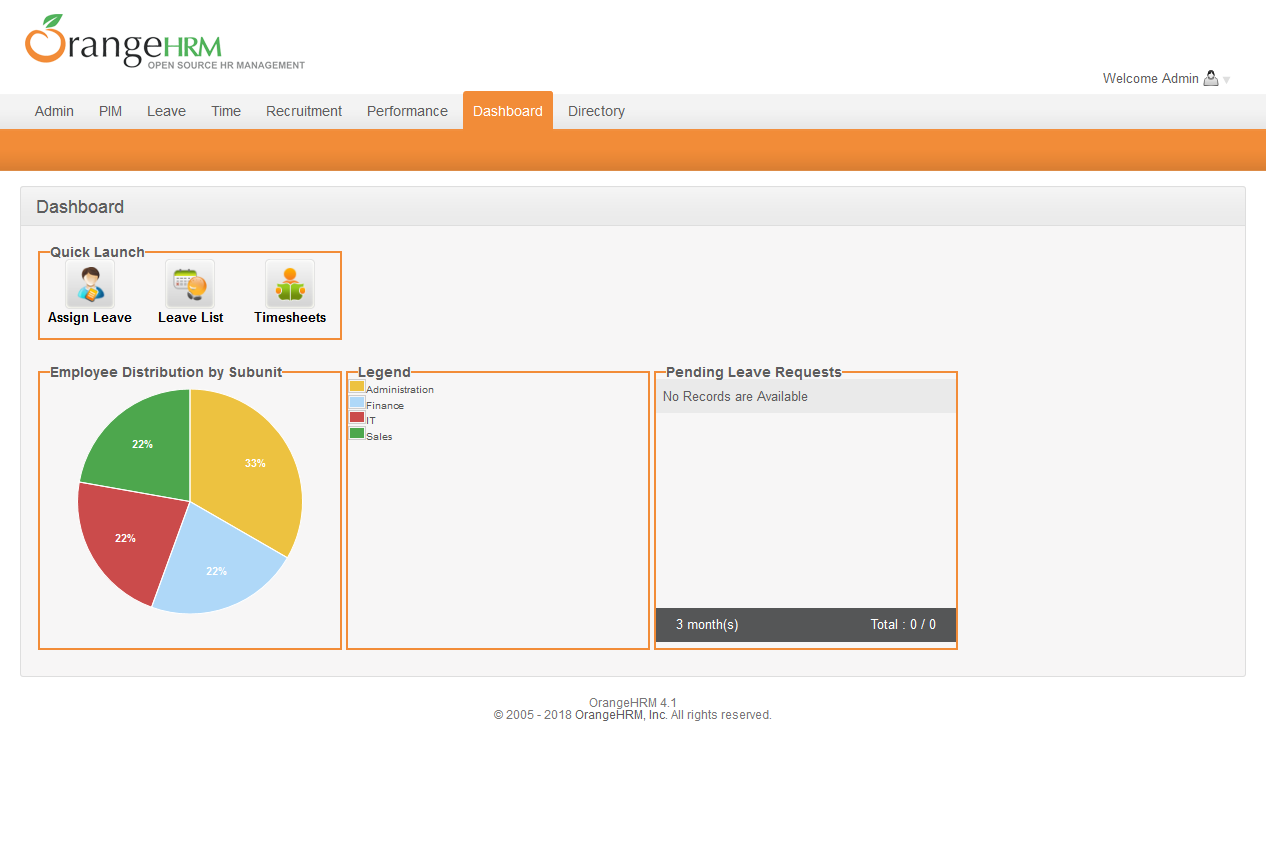 OrangeHRM
OPEN SOURCE HR MANAGEMENT
Welcome Admin
Admin PIM Leave Time Recruitment Performance Dashboard Directory
Dashboard
Quick Launch
Assign Leave Leave List Timesheets
Employee Distribution by Subunit
22%
33%
22%
22%
Legend
Administration
Finance
IT
Sales
Pending Leave Requests
No Records are Available
3 month(s) Total : 0 / 0
OrangeHRM 4.1
© 2005 - 2018 OrangeHRM, Inc. All rights reserved.